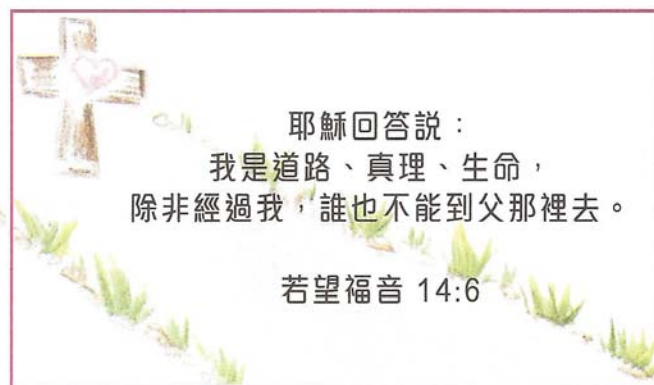 耶穌回答説：
我是道路、真理、生命，
除非經過我，誰也不能到父那裡去。
若望福音 14:6